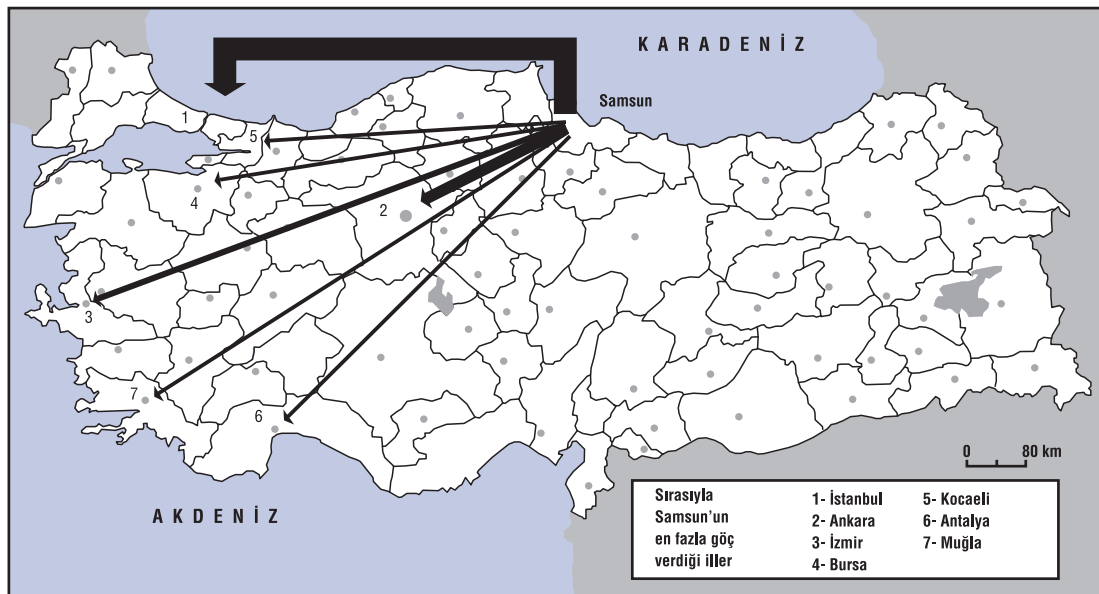 KARADENİZ
Samsun
1
5
4
2
3
7
6
0 80 km
AKDENİZ
Sırasıyla
Samsun'un
en fazla göç
verdiği iller
1- İstanbul
2- Ankara
3- İzmir
4- Bursa
5- Kocaeli
6- Antalya
7- Muğla